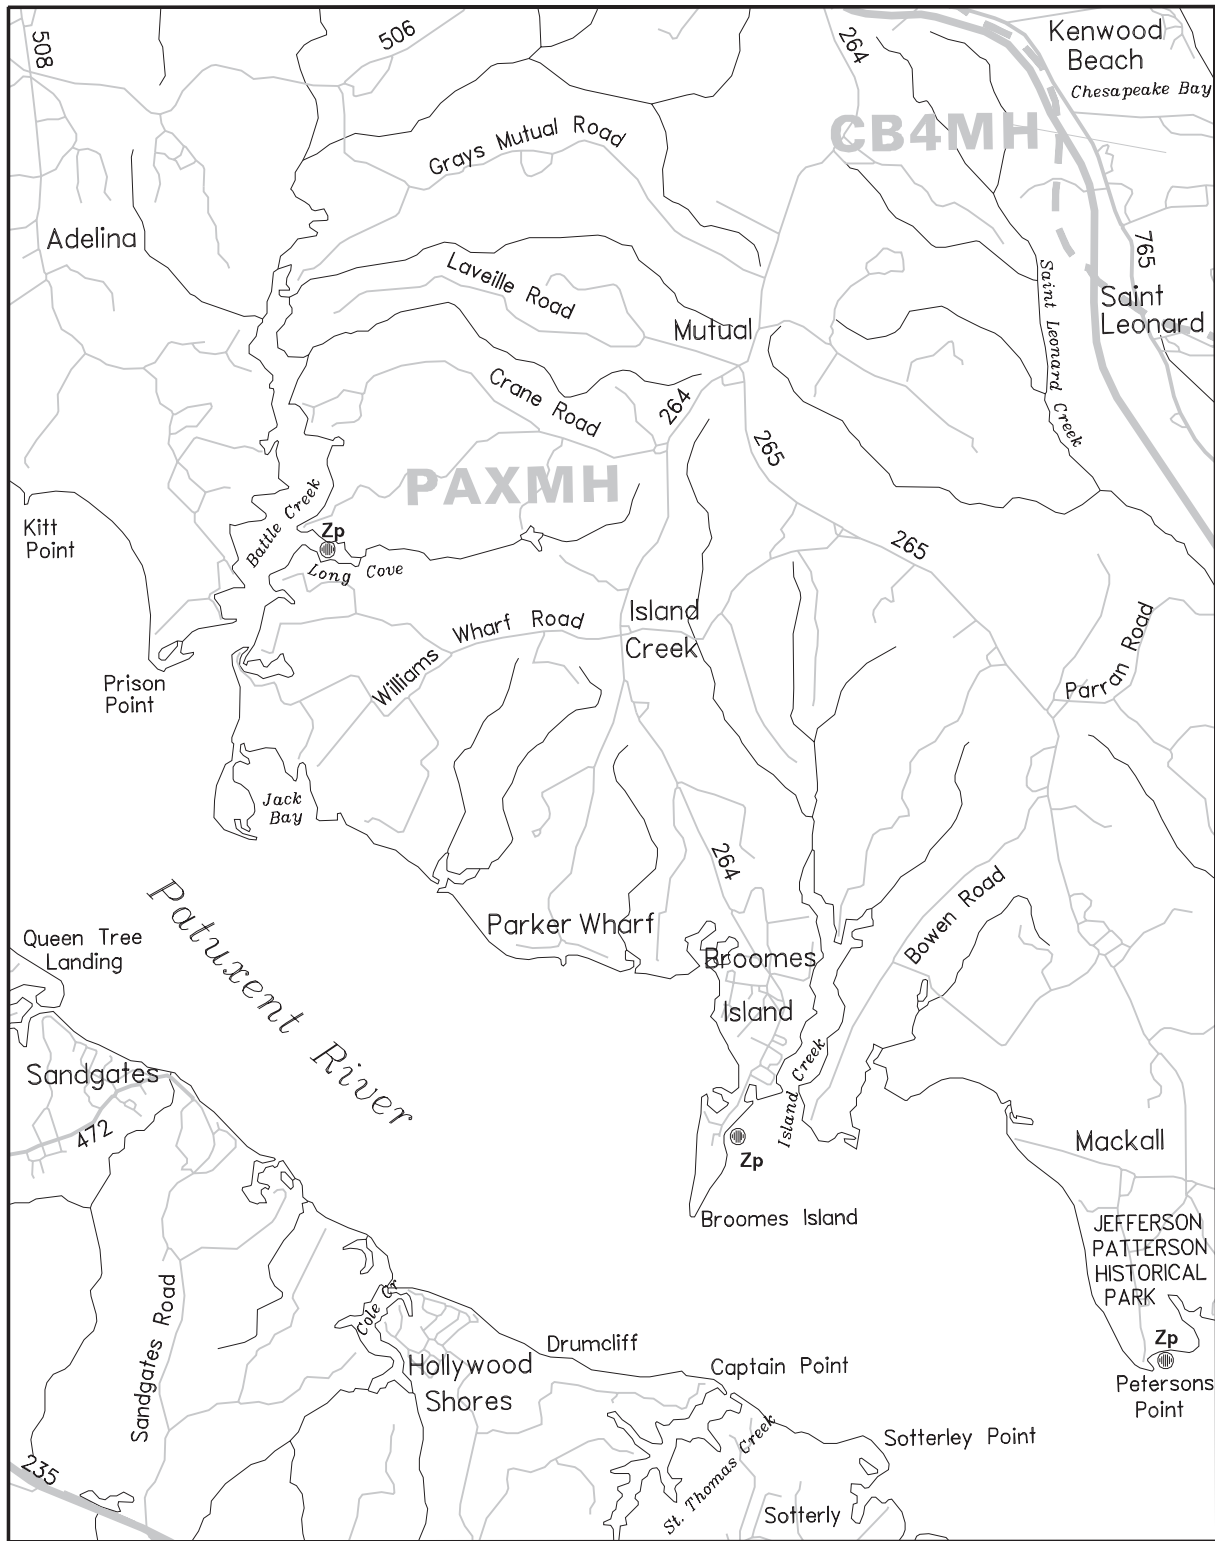 508
506
264
Kenwood
Beach
Chesapeake Bay
CB4MH
Grays Mutual Road
Adelina
765
Laveille Road
Saint Leonard Creek
Saint
Leonard
Mutual
Crane Road
264
265
PAXMH
Kitt
Point
Battle Creek
Zp
Long Cove
265
Island
Creek
Williams Wharf Road
Parran Road
Prison
Point
Jack
Bay
264
Patuxent River
Parker Wharf
Bowen Road
Queen Tree
Landing
Broomes
Island
Sandgates
Island Creek
472
Zp
Mackall
Broomes Island
JEFFERSON
PATTERSON
HISTORICAL
PARK
Sandgates Road
Cole Cr
Drumcliff
Zp
Hollywood
Shores
Captain Point
Petersons
Point
St. Thomas Creek
Sotterley Point
235
Sotterly